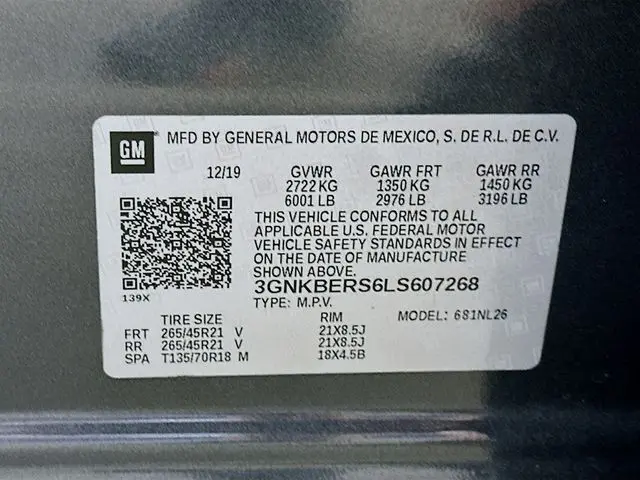 GM MFD BY GENERAL MOTORS DE MEXICO, S. DE R.L. DE C.V.
12/19 GVWR GAWR FRT GAWR RR
2722 KG 1350 KG 1450 KG
6001 LB 2976 LB 3196 LB
THIS VEHICLE CONFORMS TO ALL
APPLICABLE U.S. FEDERAL MOTOR
VEHICLE SAFETY STANDARDS IN EFFECT
ON THE DATE OF MANUFACTURE
SHOWN ABOVE.
3GNKBERS6LS607268
139X
TYPE: M.P.V. MODEL: 681NL26
TIRE SIZE RIM
FRT 265/45R21 V 21X8.5J
RR 265/45R21 V 21X8.5J
SPA T135/70R18 M 18X4.5B